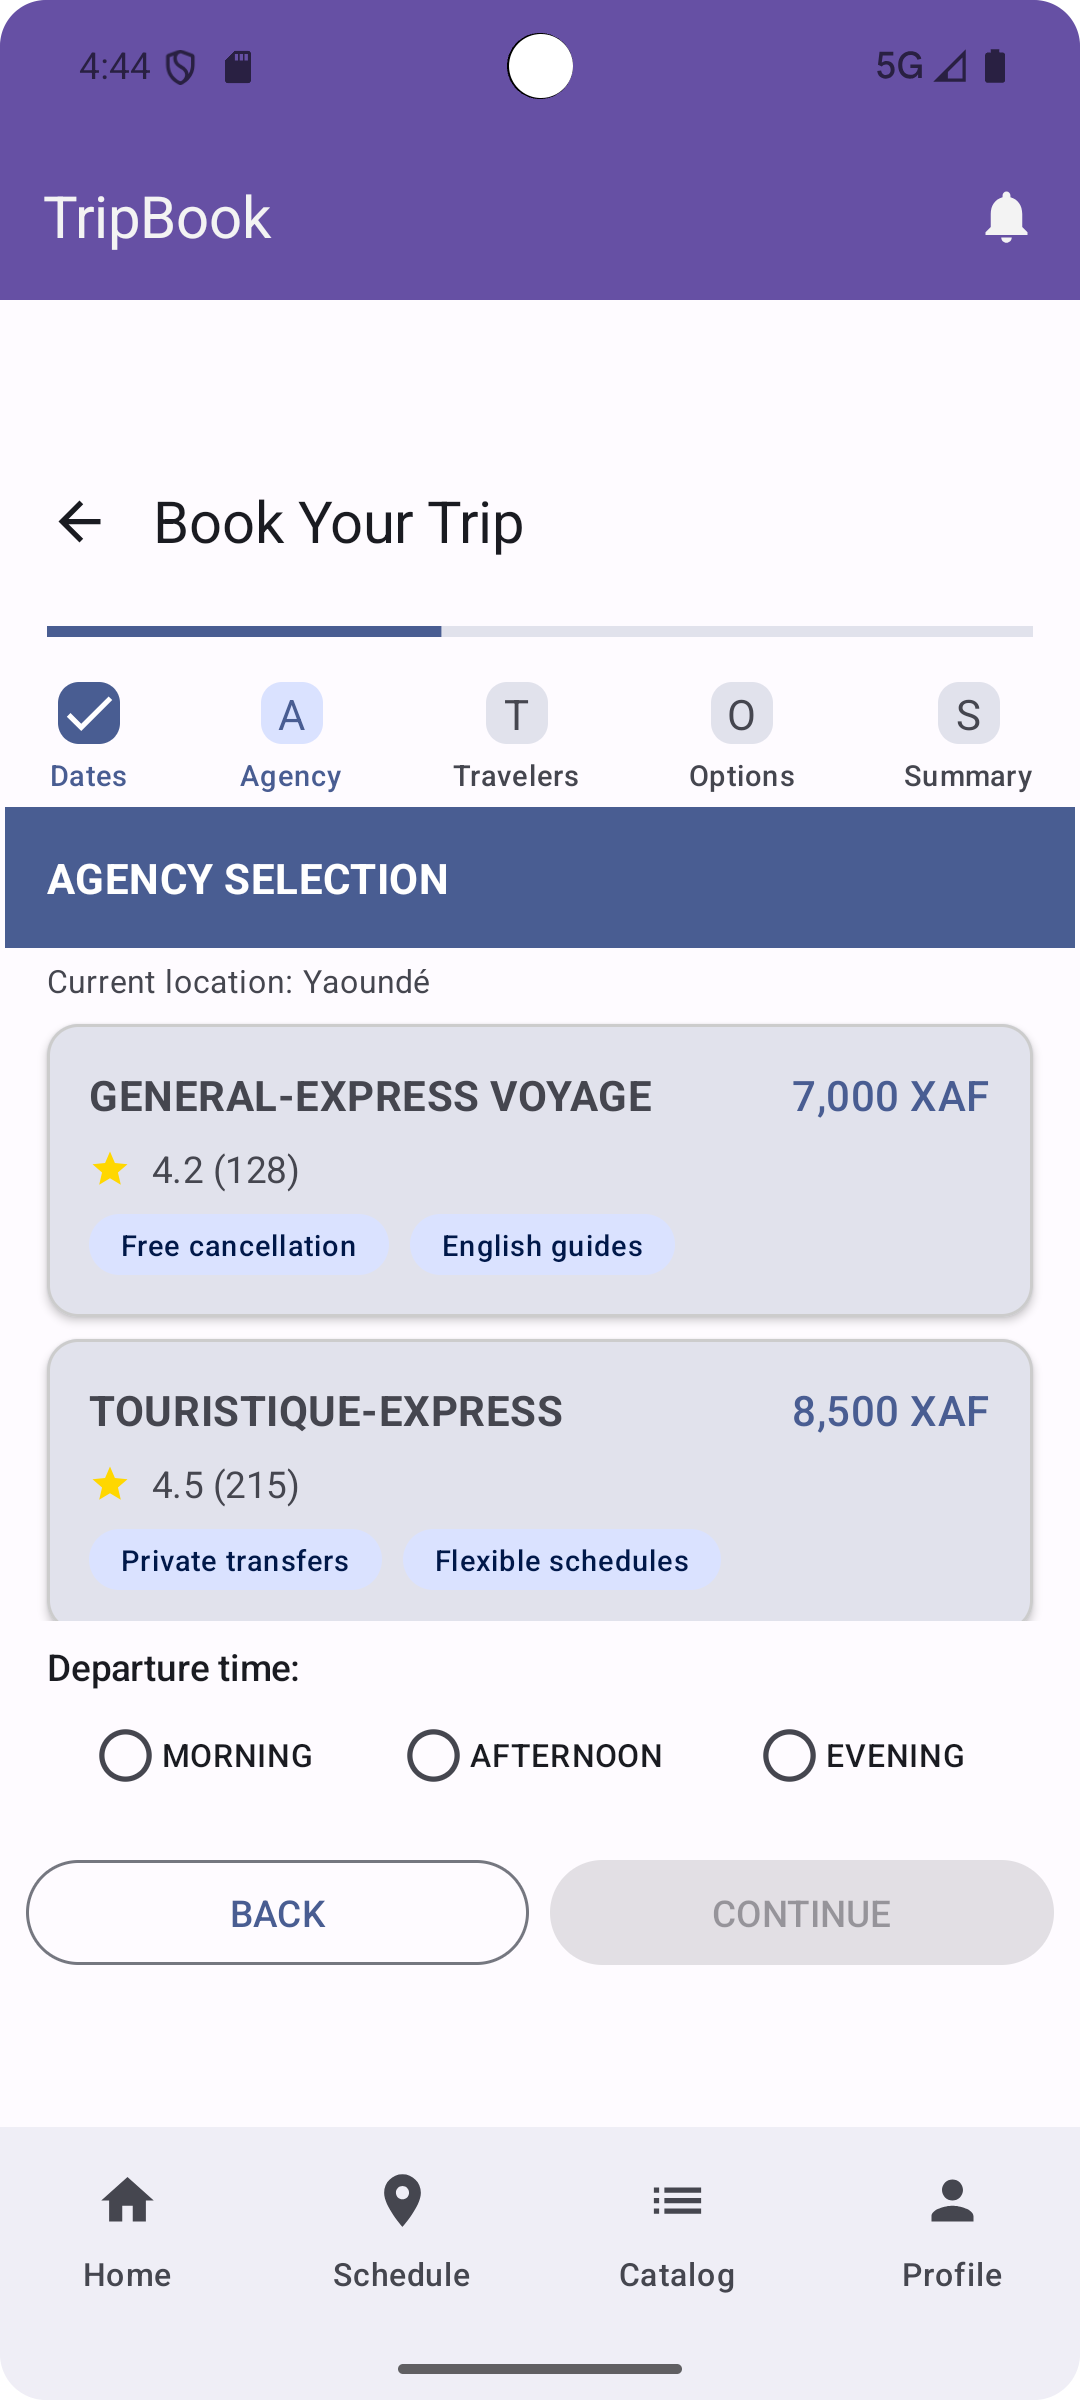 4:44 5G
TripBook
Book Your Trip
A T O S
Dates Agency Travelers Options Summary
AGENCY SELECTION
Current location: Yaoundé
GENERAL-EXPRESS VOYAGE 7,000 XAF
4.2 (128)
Free cancellation English guides
TOURISTIQUE-EXPRESS 8,500 XAF
4.5 (215)
Private transfers Flexible schedules
Departure time:
MORNING AFTERNOON EVENING
BACK CONTINUE
Home Schedule Catalog Profile